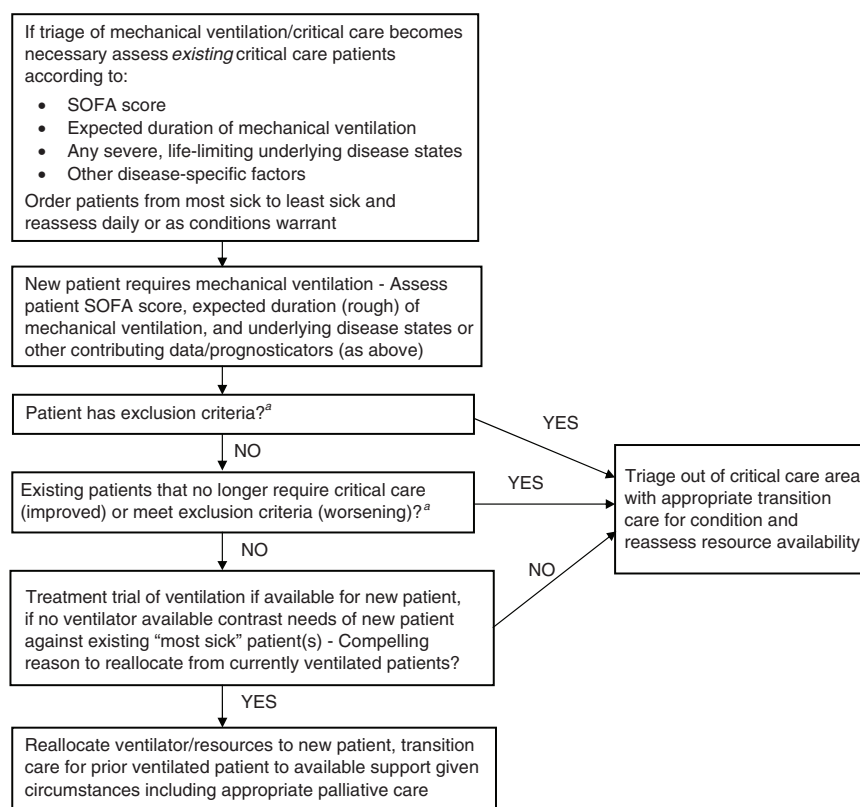 If triage of mechanical ventilation/critical care becomes
necessary assess existing critical care patients
according to:
• SOFA score
• Expected duration of mechanical ventilation
• Any severe, life-limiting underlying disease states
• Other disease-specific factors
Order patients from most sick to least sick and
reassess daily or as conditions warrant
New patient requires mechanical ventilation - Assess
patient SOFA score, expected duration (rough) of
mechanical ventilation, and underlying disease states or
other contributing data/prognosticators (as above)
Patient has exclusion criteria?a
YES
NO
Existing patients that no longer require critical care
(improved) or meet exclusion criteria (worsening)?a
YES
Triage out of critical care area
with appropriate transition
care for condition and
reassess resource availability
NO
NO
Treatment trial of ventilation if available for new patient,
if no ventilator available contrast needs of new patient
against existing “most sick” patient(s) - Compelling
reason to reallocate from currently ventilated patients?
YES
Reallocate ventilator/resources to new patient, transition
care for prior ventilated patient to available support given
circumstances including appropriate palliative care